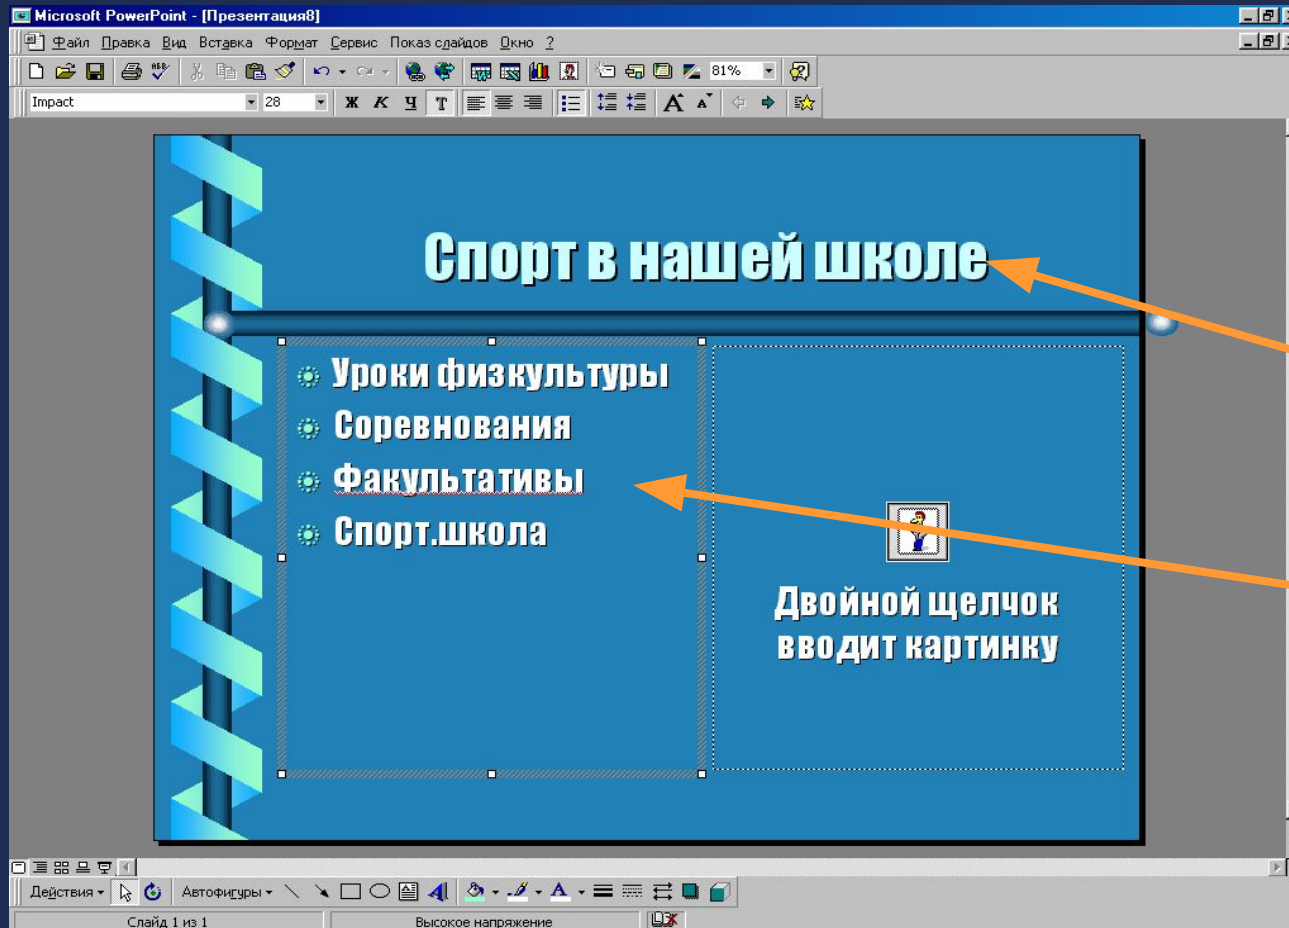 Microsoft PowerPoint - [Презентация8]
Файл Правка Вид Вставка Формат Сервис Показ слайдов Окно ?
81%
Impact 28 Ж К Ч Т
Спорт в нашей школе
Уроки физкультуры
Соревнования
Факультативы
Спорт.школа
Двойной щелчок
вводит картинку
Действия Автофигуры
Слайд 1 из 1 Высокое напряжение